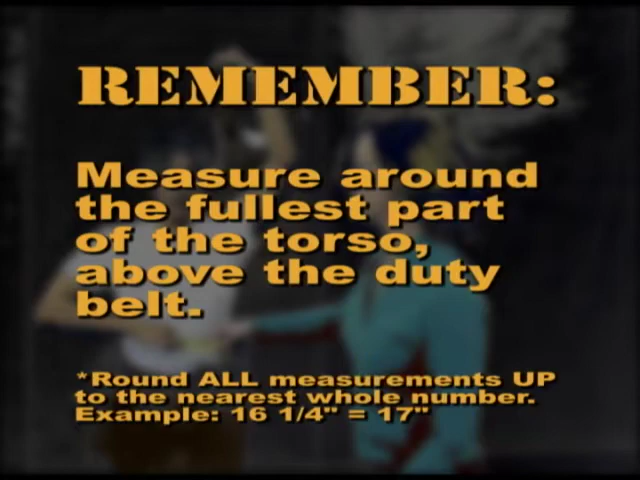 REMEMBER:
Measure around
the fullest part
of the torso,
above the duty
belt.
*Round ALL measurements UP
to the nearest whole number.
Example: 16 1/4" = 17"